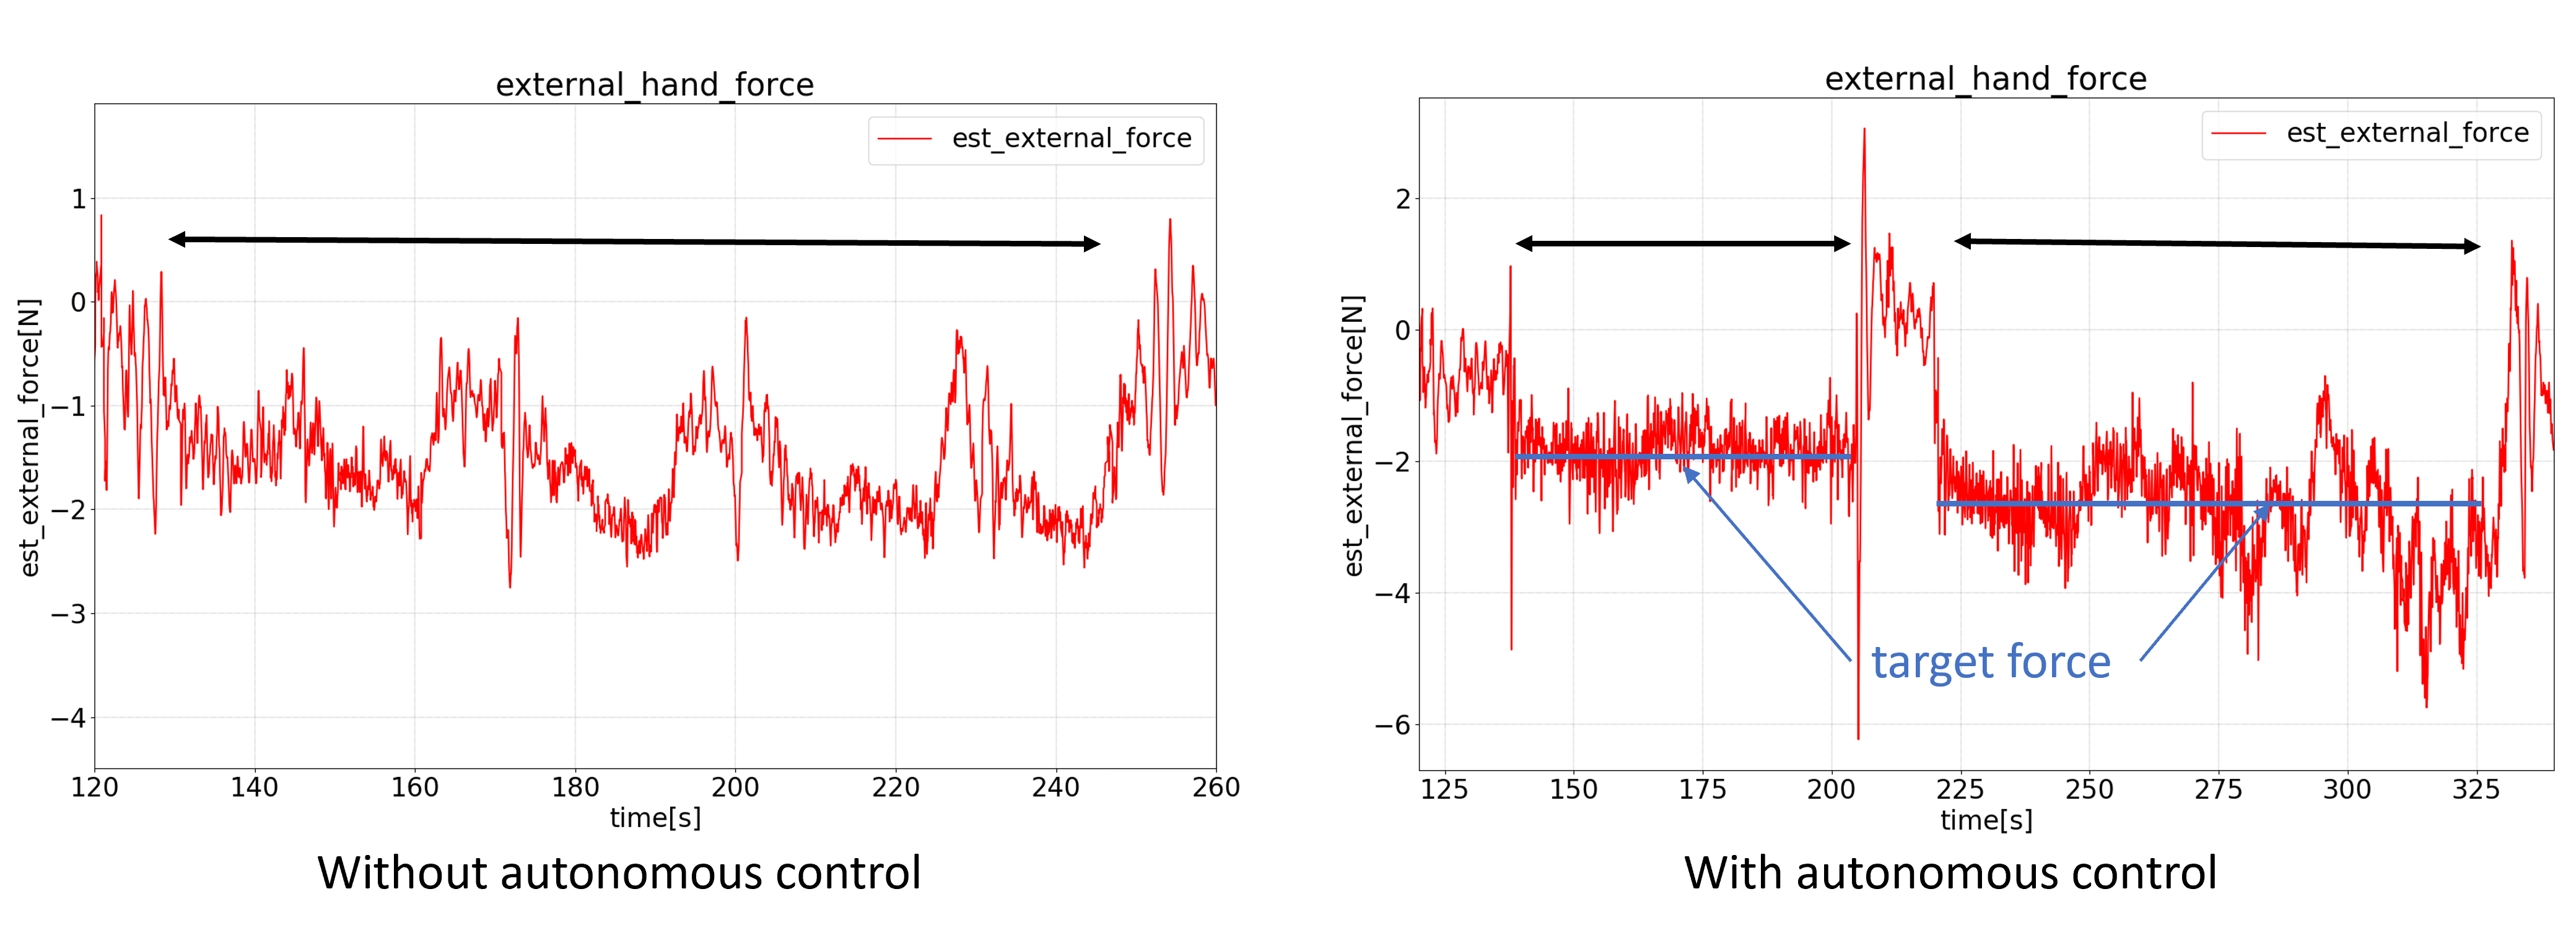 external_hand_force
est_external_force
1
0
−1
−2
−3
−4
est_external_force[N]
120 140 160 180 200 220 240 260
time[s]
Without autonomous control
external_hand_force
est_external_force
2
0
−2
−4
−6
est_external_force[N]
target force
125 150 175 200 225 250 275 300 325
time[s]
With autonomous control